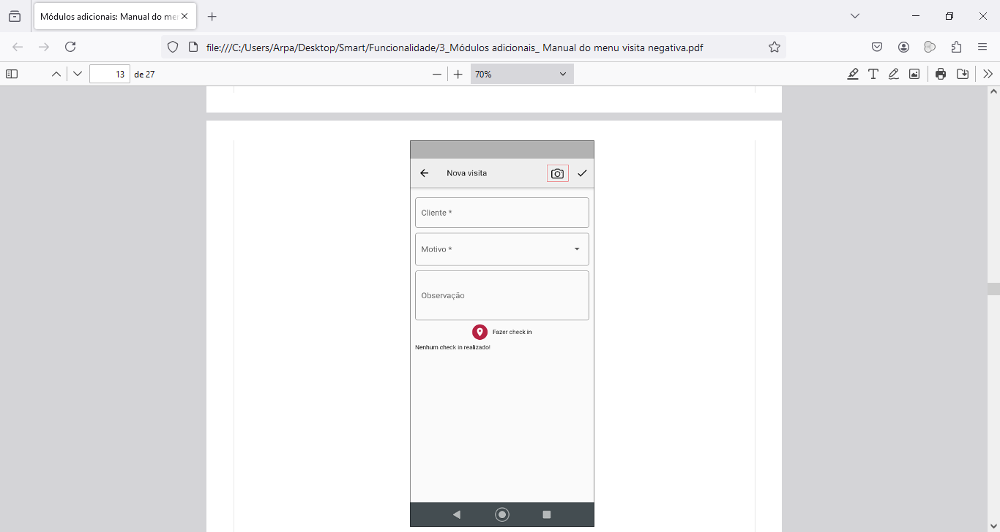 Módulos adicionais: Manual do me
file:///C:/Users/Arpa/Desktop/Smart/Funcionalidade/3_Módulos adicionais_ Manual do menu visita negativa.pdf
13 de 27
70%
Nova visita
Cliente *
Motivo *
Observação
Fazer check in
Nenhum check in realizado!